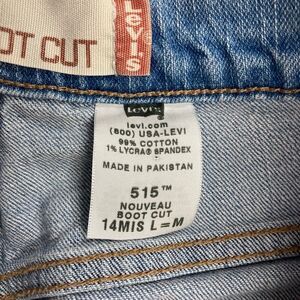 OT CUT
Levi's
Levi's
levi.com
(800) USA-LEVI
99% COTTON
1% LYCRA® SPANDEX
MADE IN PAKISTAN
515™
NOUVEAU
BOOT CUT
14MIS L=M